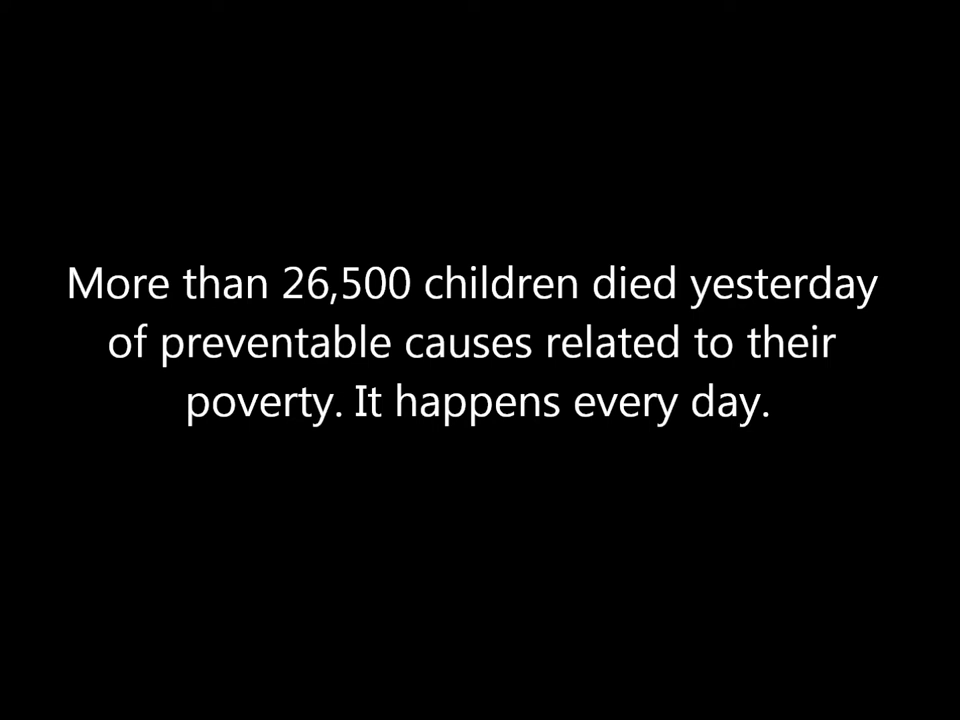 More than 26,500 children died yesterday
of preventable causes related to their
poverty. It happens every day.